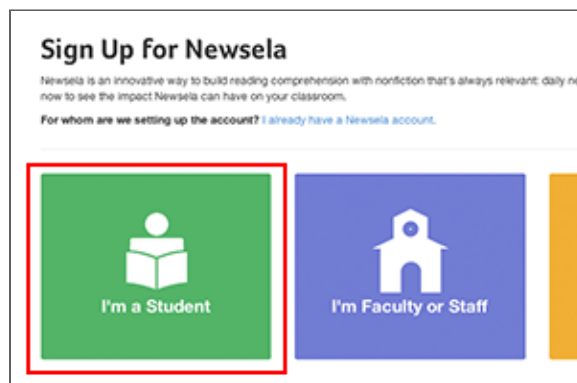 Sign Up for Newsela
Newsela is an innovative way to build reading comprehension with nonfiction that's always relevant: daily
now to see the impact Newsela can have on your classroom.
For whom are we setting up the account? I already have a Newsela account.
I'm a Student
I'm Faculty or Staff